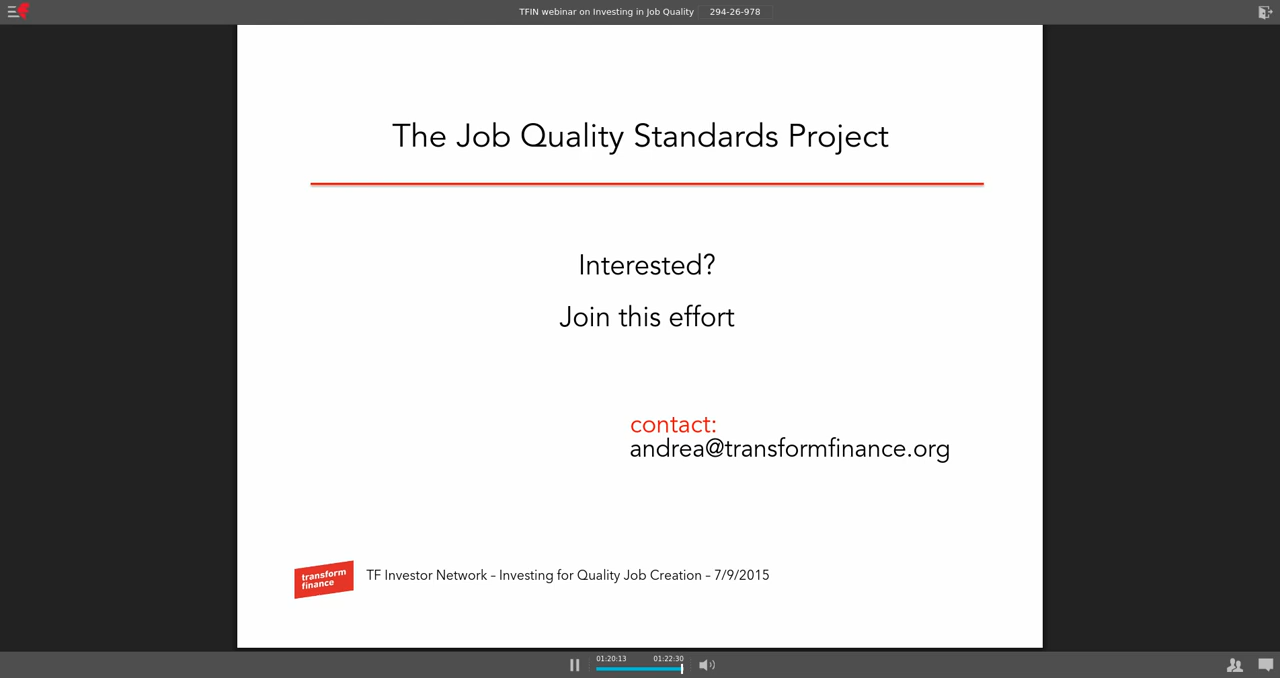 TFIN webinar on Investing in Job Quality 294-26-978
The Job Quality Standards Project
Interested?
Join this effort
contact:
andrea@transformfinance.org
transform
finance
TF Investor Network – Investing for Quality Job Creation – 7/9/2015
01:20:13 01:22:30